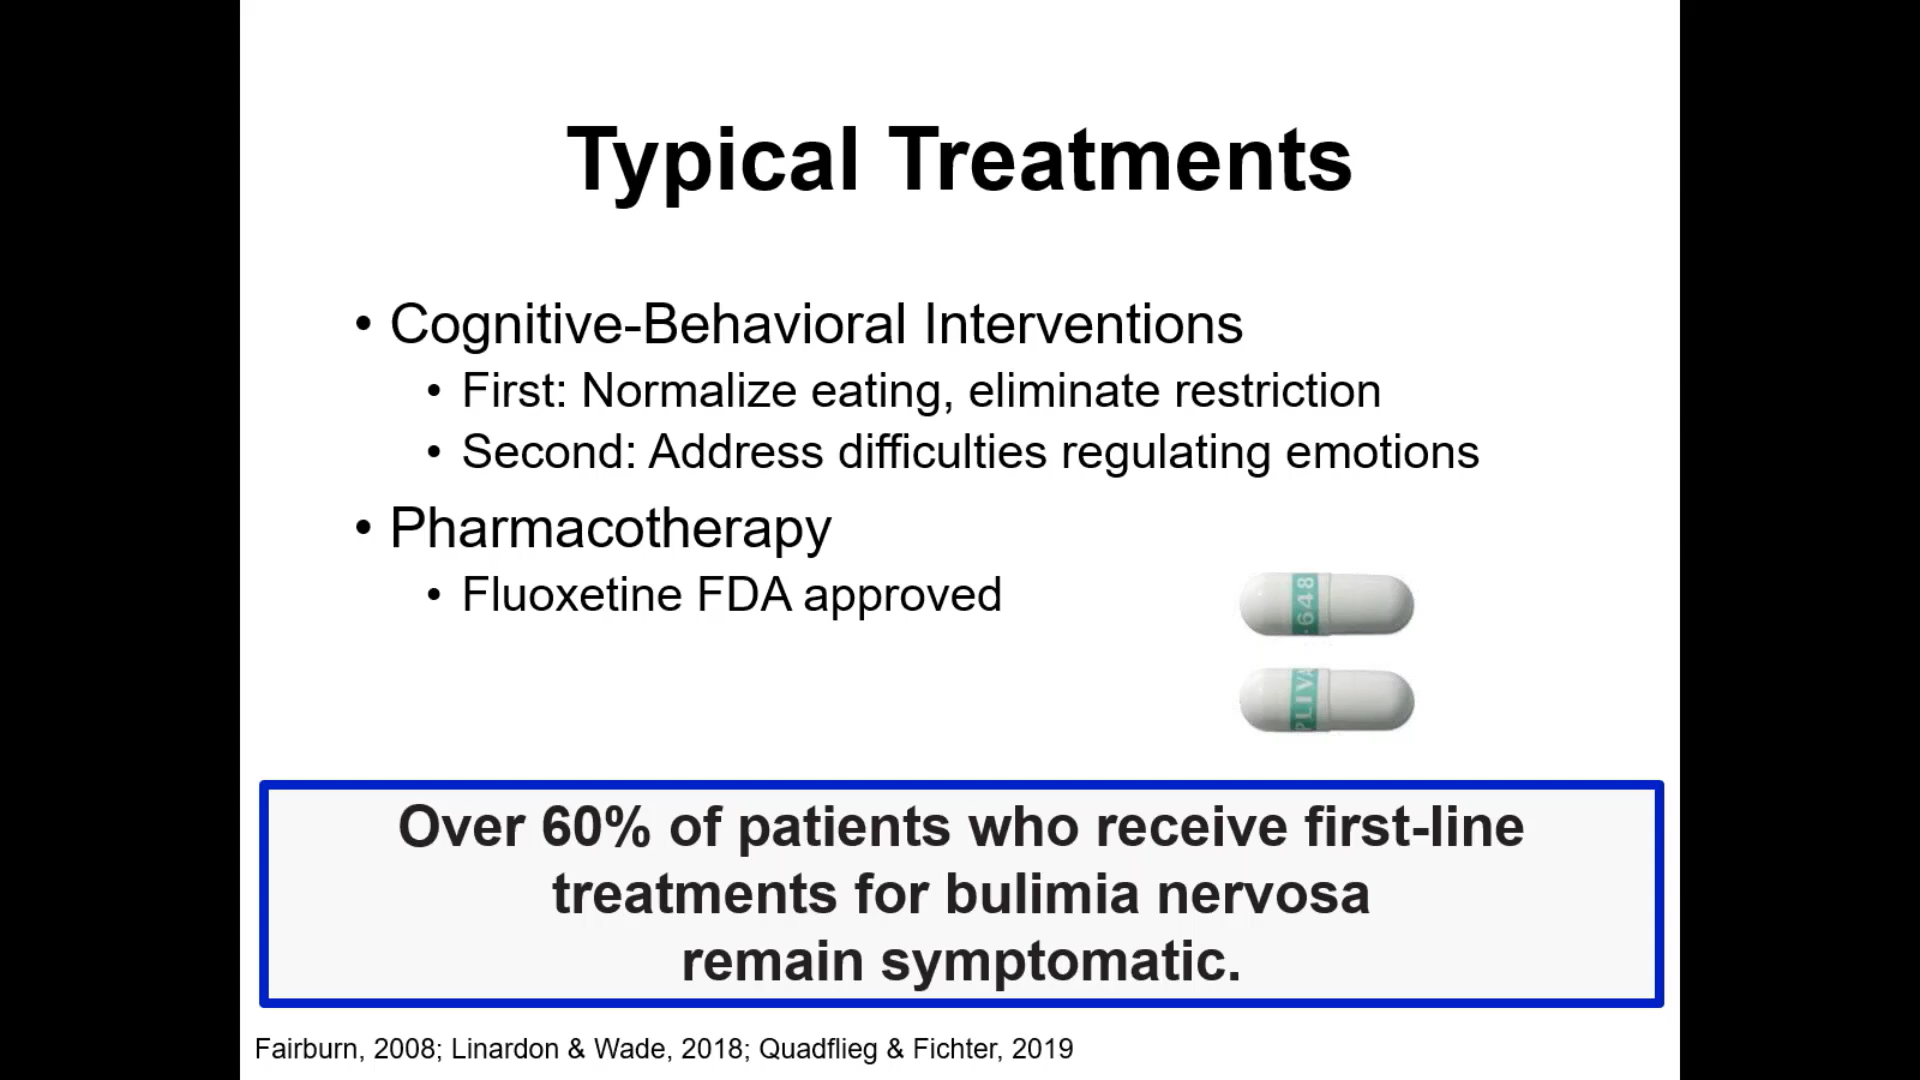 Typical Treatments
• Cognitive-Behavioral Interventions
• First: Normalize eating, eliminate restriction
• Second: Address difficulties regulating emotions
• Pharmacotherapy
• Fluoxetine FDA approved
648
PLIVA
Over 60% of patients who receive first-line
treatments for bulimia nervosa
remain symptomatic.
Fairburn, 2008; Linardon & Wade, 2018; Quadflieg & Fichter, 2019